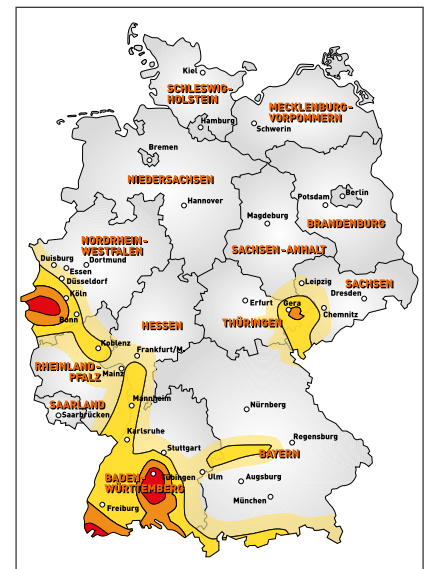 Kiel
SCHLESWIG-
HOLSTEIN
MECKLENBURG-
VORPOMMERN
Hamburg
Schwerin
Bremen
NIEDERSACHSEN
Berlin
Potsdam
Hannover
Magdeburg
BRANDENBURG
NORDRHEIN-
WESTFALEN
SACHSEN-ANHALT
Duisburg
Dortmund
Essen
Düsseldorf
Leipzig
SACHSEN
Dresden
Köln
Erfurt
Gera
Chemnitz
Bonn
HESSEN
THÜRINGEN
Koblenz
Frankfurt/M.
RHEINLAND-
PFALZ
Mainz
SAARLAND
Saarbrücken
Mannheim
Nürnberg
Karlsruhe
Regensburg
Stuttgart
BAYERN
BADEN-
WÜRTTEMBERG
Tübingen
Ulm
Augsburg
München
Freiburg